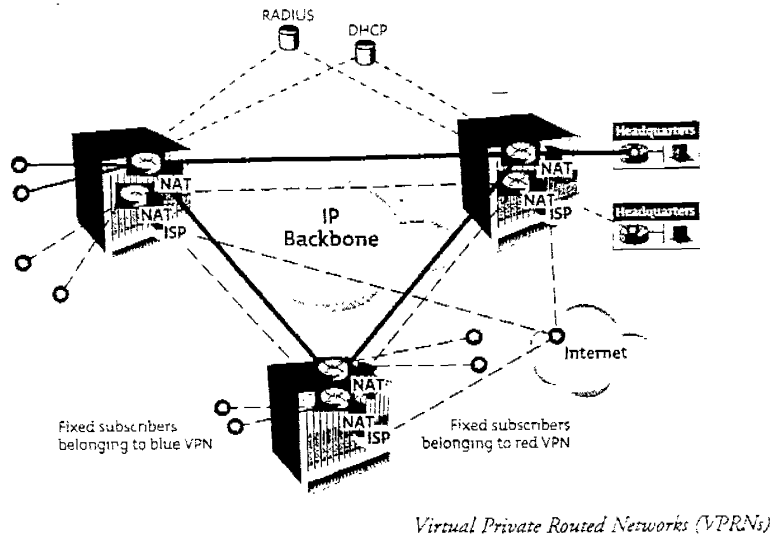 RADIUS
DHCP
Headquarters
NAT
NAT
NAT
ISP
NAT
ISP
Headquarters
IP
Backbone
Internet
NAT
NAT
ISP
Fixed subscribers
belonging to blue VPN
Fixed subscribers
belonging to red VPN
Virtual Private Routed Networks (VPRNs)